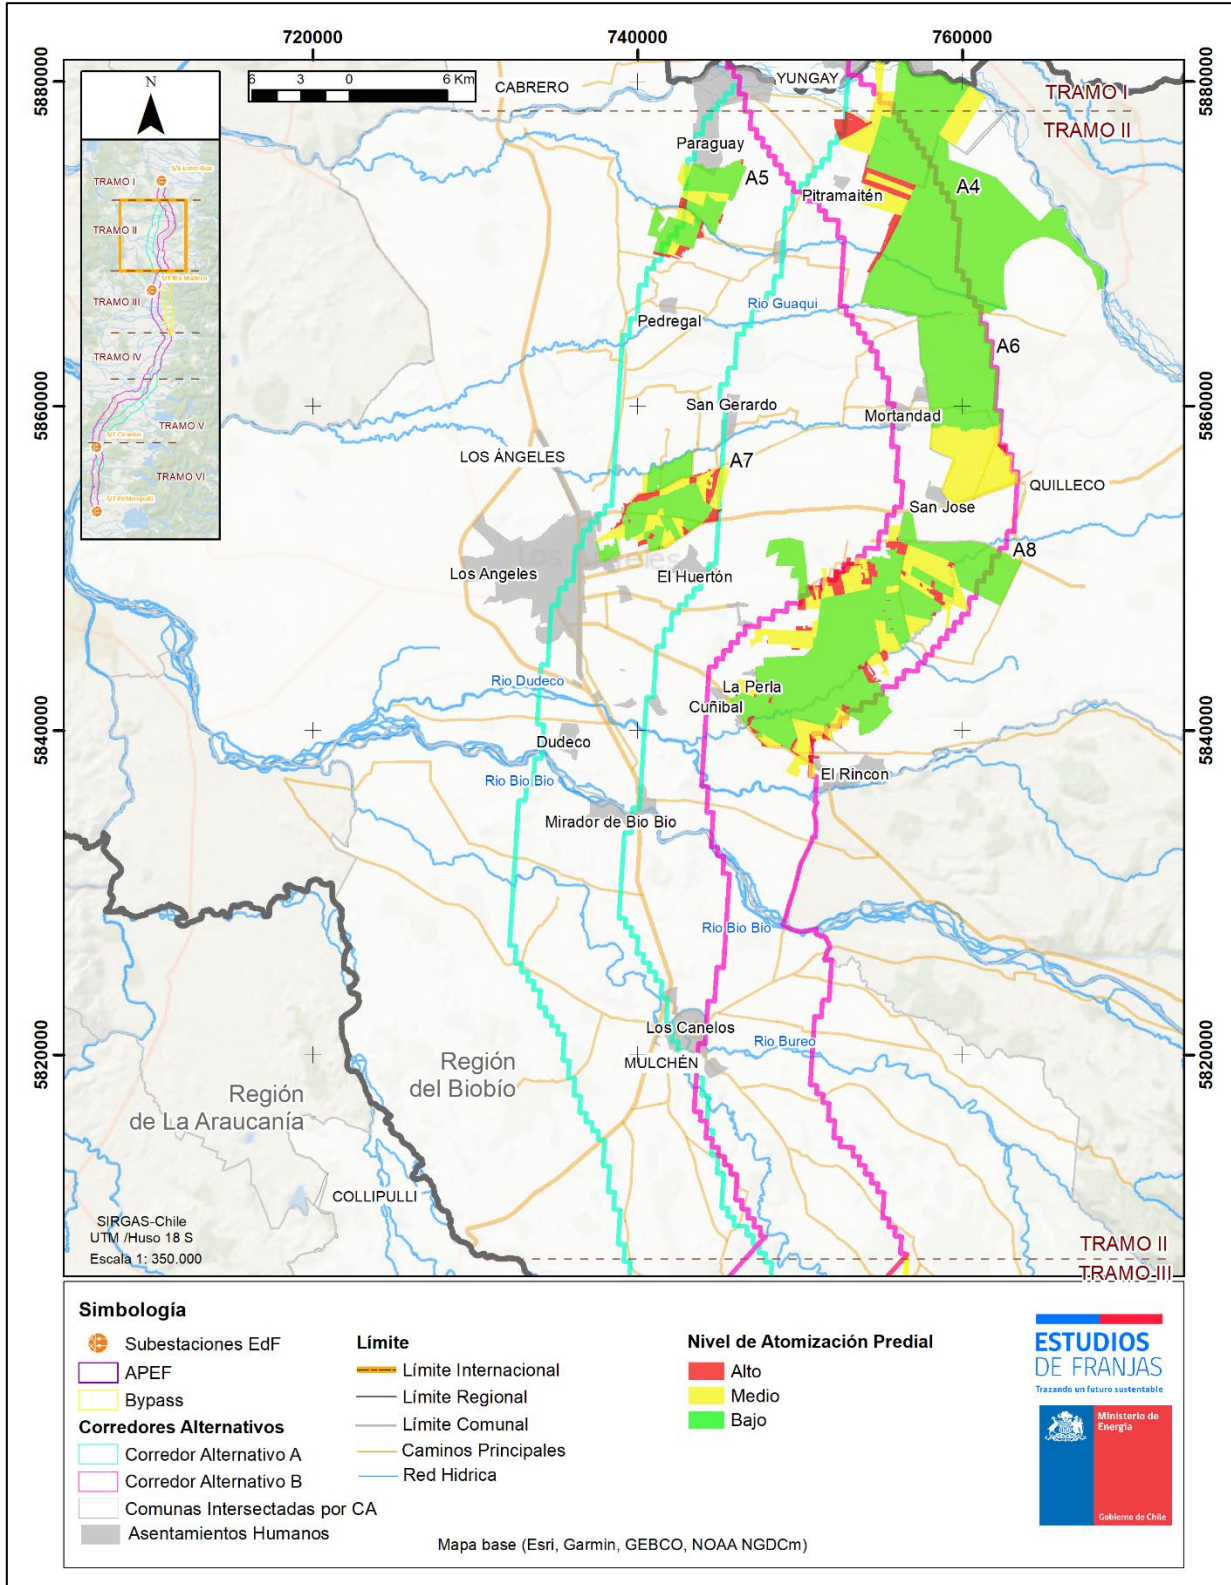 720000
740000
760000
5880000
5880000
5860000
5860000
5840000
5840000
5820000
5820000
N
6 3 0 6 Km
TRAMO I
S/E Entre Ríos
TRAMO II
TRAMO III
TRAMO IV
TRAMO V
TRAMO VI
CABRERO
YUNGAY
TRAMO I
TRAMO II
Paraguay
A5
A4
Pitramaitén
Rio Guaqui
Pedregal
A6
San Gerardo
Mortandad
LOS ÁNGELES
A7
QUILLECO
San Jose
Los Angeles
El Huertón
A8
Rio Dudeco
La Perla
Cuñibal
Dudeco
El Rincon
Rio Bio Bio
Mirador de Bio Bio
Rio Bio Bio
Los Canelos
Rio Bureo
MULCHÉN
Región
del Biobío
Región
de La Araucanía
COLLIPULLI
SIRGAS-Chile
UTM /Huso 18 S
Escala 1: 350.000
TRAMO II
TRAMO III
Simbología
Subestaciones EdF
APEF
Bypass
Corredores Alternativos
Corredor Alternativo A
Corredor Alternativo B
Comunas Intersectadas por CA
Asentamientos Humanos
Límite
Límite Internacional
Límite Regional
Límite Comunal
Caminos Principales
Red Hidrica
Nivel de Atomización Predial
Alto
Medio
Bajo
Mapa base (Esri, Garmin, GEBCO, NOAA NGDCm)
ESTUDIOS
DE FRANJAS
Trazando un futuro sustentable
Ministerio de
Energía
Gobierno de Chile